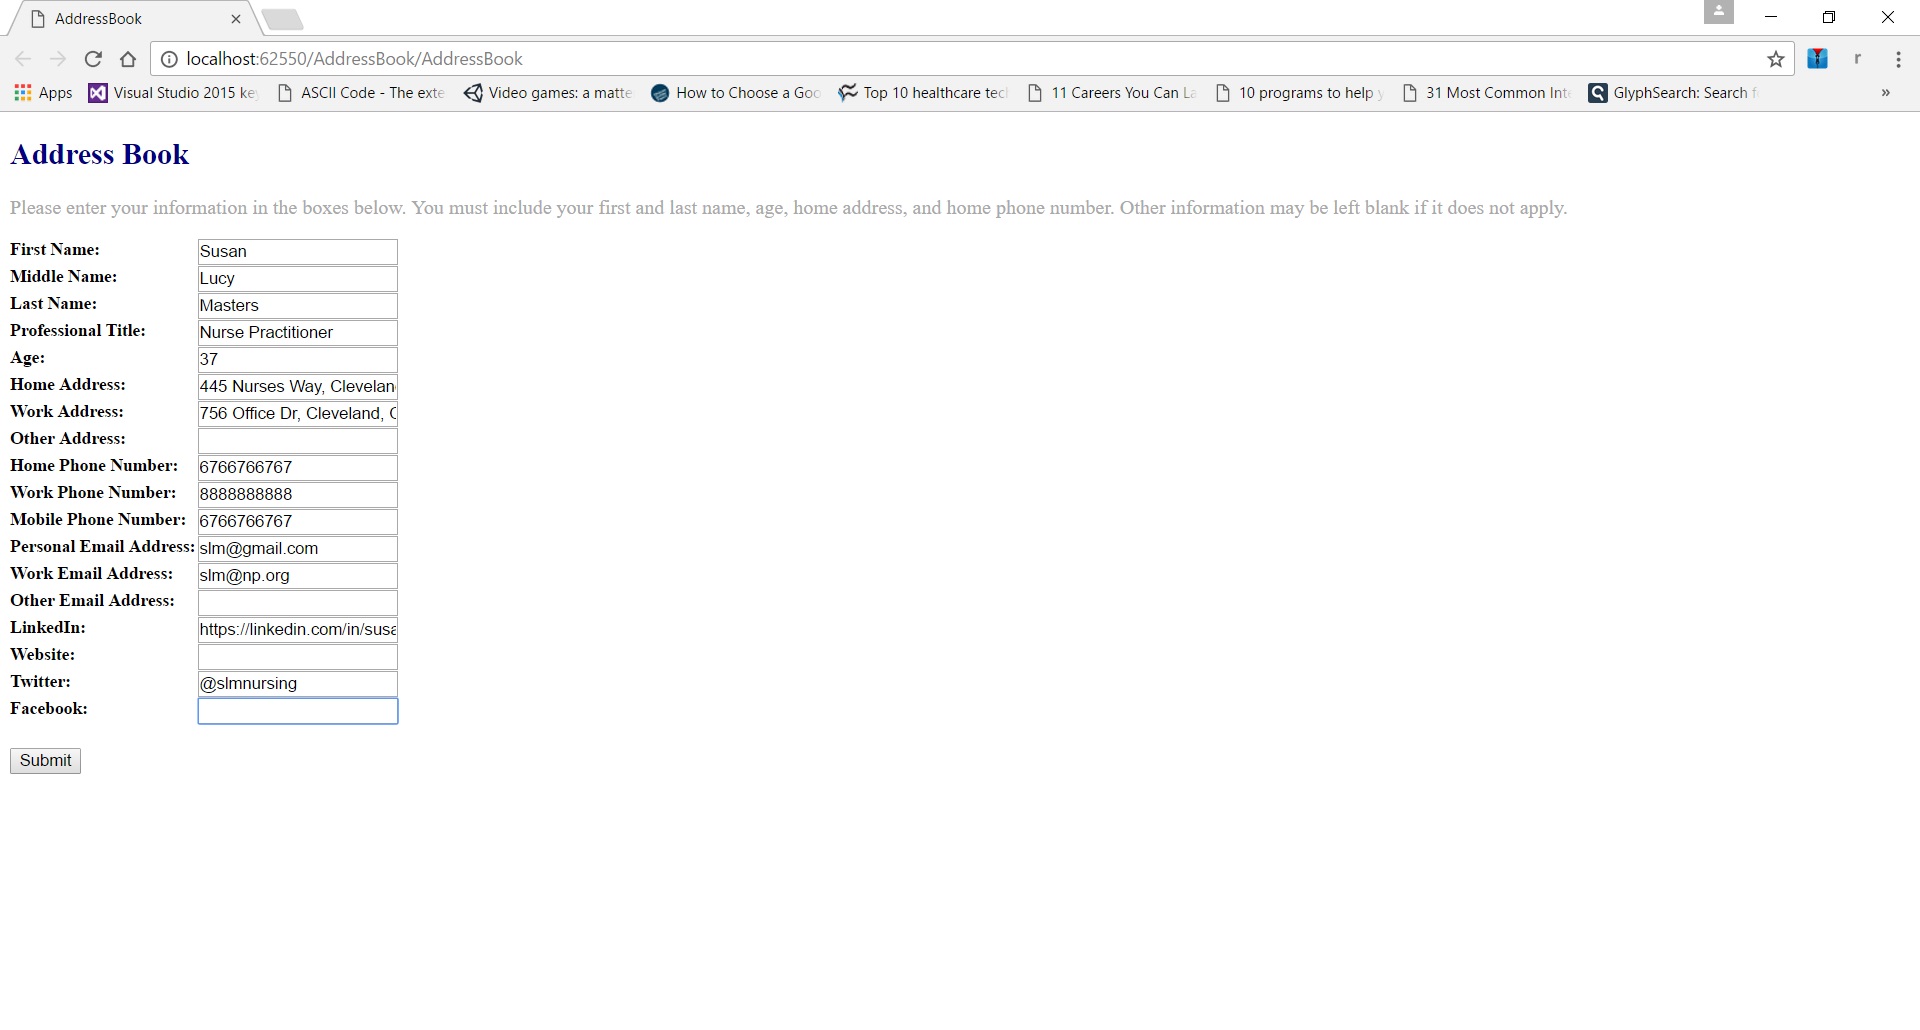 AddressBook
localhost:62550/AddressBook/AddressBook
r
Apps Visual Studio 2015 ASCII Code - The Video games: a How to Choose a Top 10 healthcare 11 Careers You Can 10 programs to help 31 Most Common GlyphSearch: Search »
Address Book
Please enter your information in the boxes below. You must include your first and last name, age, home address, and home phone number. Other information may be left blank if it does not apply.
First Name: Susan
Middle Name: Lucy
Last Name: Masters
Professional Title: Nurse Practitioner
Age: 37
Home Address: 445 Nurses Way, Clevelan
Work Address: 756 Office Dr, Cleveland,
Other Address:
Home Phone Number: 6766766767
Work Phone Number: 8888888888
Mobile Phone Number: 6766766767
Personal Email Address: slm@gmail.com
Work Email Address: slm@np.org
Other Email Address:
LinkedIn: https://linkedin.com/in/susa
Website:
Twitter: @slmnursing
Facebook:
Submit